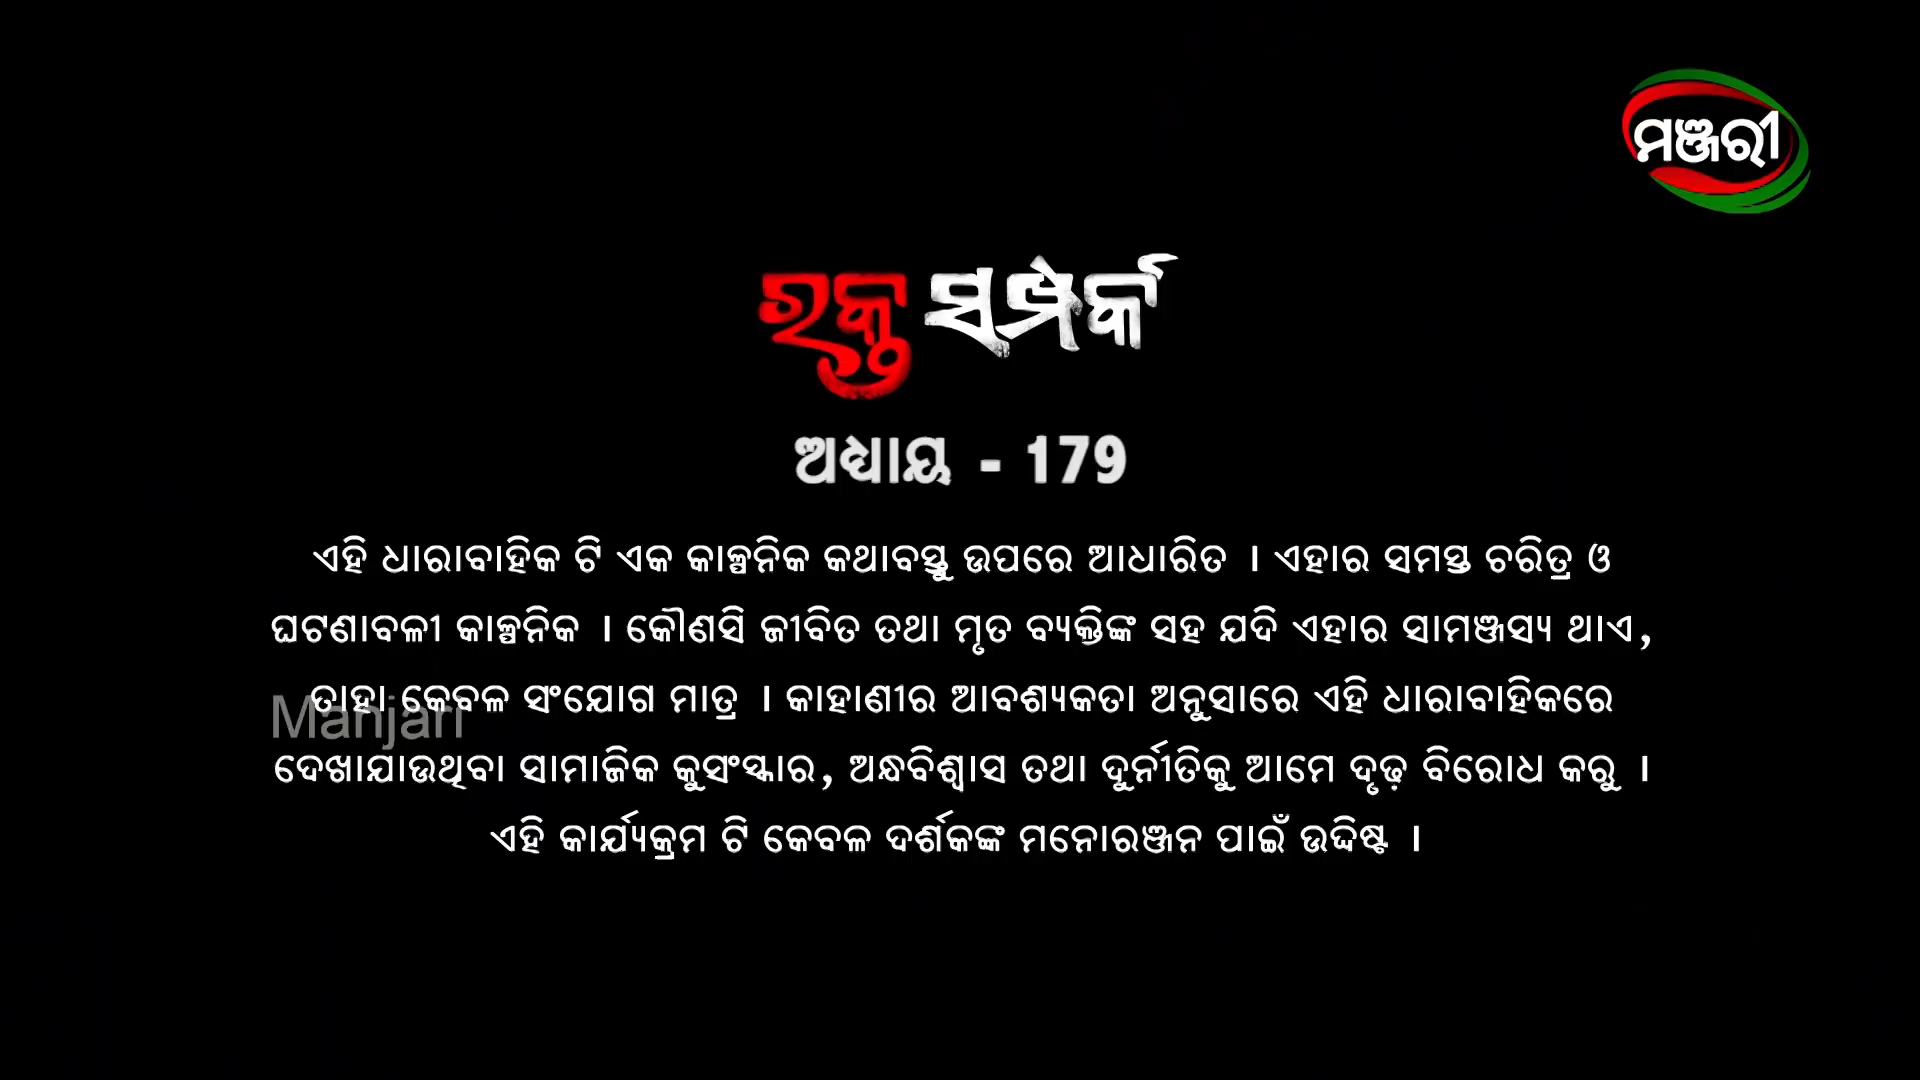 ମଞ୍ଜରୀ
ରକ୍ତ ସମ୍ପର୍କ
ଅଧ୍ୟାୟ - 179
ଏହି ଧାରାବାହିକ ଟି ଏକ କାଳ୍ପନିକ କଥାବସ୍ତୁ ଉପରେ ଆଧାରିତ । ଏହାର ସମସ୍ତ ଚରିତ୍ର ଓ
ଘଟଣାବଳୀ କାଳ୍ପନିକ । କୌଣସି ଜୀବିତ ତଥା ମୃତ ବ୍ୟକ୍ତିଙ୍କ ସହ ଯଦି ଏହାର ସାମଞ୍ଜସ୍ୟ ଥାଏ,
ତାହା କେବଳ ସଂଯୋଗ ମାତ୍ର । କାହାଣୀର ଆବଶ୍ୟକତା ଅନୁସାରେ ଏହି ଧାରାବାହିକରେ
Manjari
ଦେଖାଯାଉଥିବା ସାମାଜିକ କୁସଂସ୍କାର, ଅନ୍ଧବିଶ୍ୱାସ ତଥା ଦୁର୍ନୀତିକୁ ଆମେ ଦୃଢ଼ ବିରୋଧ କରୁ ।
ଏହି କାର୍ଯ୍ୟକ୍ରମ ଟି କେବଳ ଦର୍ଶକଙ୍କ ମନୋରଞ୍ଜନ ପାଇଁ ଉଦ୍ଦିଷ୍ଟ ।